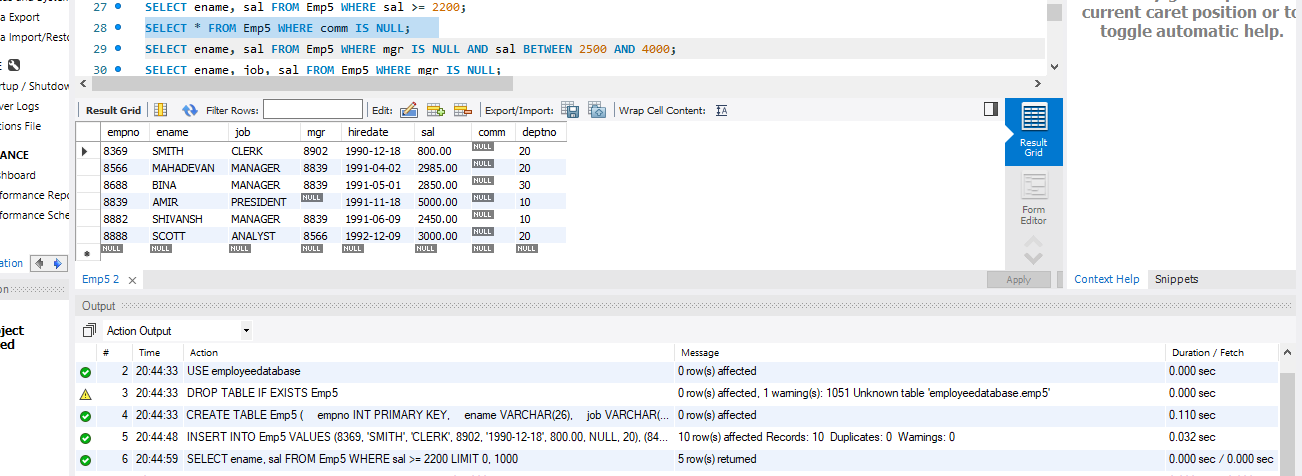 a Export
a Import/Resto
E
rtup / Shutdow
ver Logs
tions File
ANCE
shboard
formance Repo
formance Sche
ation
on
ject
ed
27 SELECT ename, sal FROM Emp5 WHERE sal >= 2200;
28 SELECT * FROM Emp5 WHERE comm IS NULL;
29 SELECT ename, sal FROM Emp5 WHERE mgr IS NULL AND sal BETWEEN 2500 AND 4000;
30 SELECT ename, job, sal FROM Emp5 WHERE mgr IS NULL;
Result Grid Filter Rows: Edit: Export/Import: Wrap Cell Content: IA
empno ename job mgr hiredate sal comm deptno
8369 SMITH CLERK 8902 1990-12-18 800.00 NULL 20
8566 MAHADEVAN MANAGER 8839 1991-04-02 2985.00 NULL 20
8688 BINA MANAGER 8839 1991-05-01 2850.00 NULL 30
8839 AMIR PRESIDENT NULL 1991-11-18 5000.00 NULL 10
8882 SHIVANSH MANAGER 8839 1991-06-09 2450.00 NULL 10
8888 SCOTT ANALYST 8566 1992-12-09 3000.00 NULL 20
NULL NULL NULL NULL NULL NULL NULL NULL
Result
Grid
Form
Editor
Emp5 2
Apply
current caret position or to
toggle automatic help.
Context Help Snippets
Output
Action Output
# Time Action Message Duration / Fetch
2 20:44:33 USE employeedatabase 0 row(s) affected 0.000 sec
3 20:44:33 DROP TABLE IF EXISTS Emp5 0 row(s) affected, 1 warning(s): 1051 Unknown table 'employeedatabase.emp5' 0.000 sec
4 20:44:33 CREATE TABLE Emp5 ( empno INT PRIMARY KEY, ename VARCHAR(26), job VARCHAR(... 0 row(s) affected 0.110 sec
5 20:44:48 INSERT INTO Emp5 VALUES (8369, 'SMITH', 'CLERK', 8902, '1990-12-18', 800.00, NULL, 20), (84... 10 row(s) affected Records: 10 Duplicates: 0 Warnings: 0 0.032 sec
6 20:44:59 SELECT ename, sal FROM Emp5 WHERE sal >= 2200 LIMIT 0, 1000 5 row(s) returned 0.000 sec / 0.000 sec